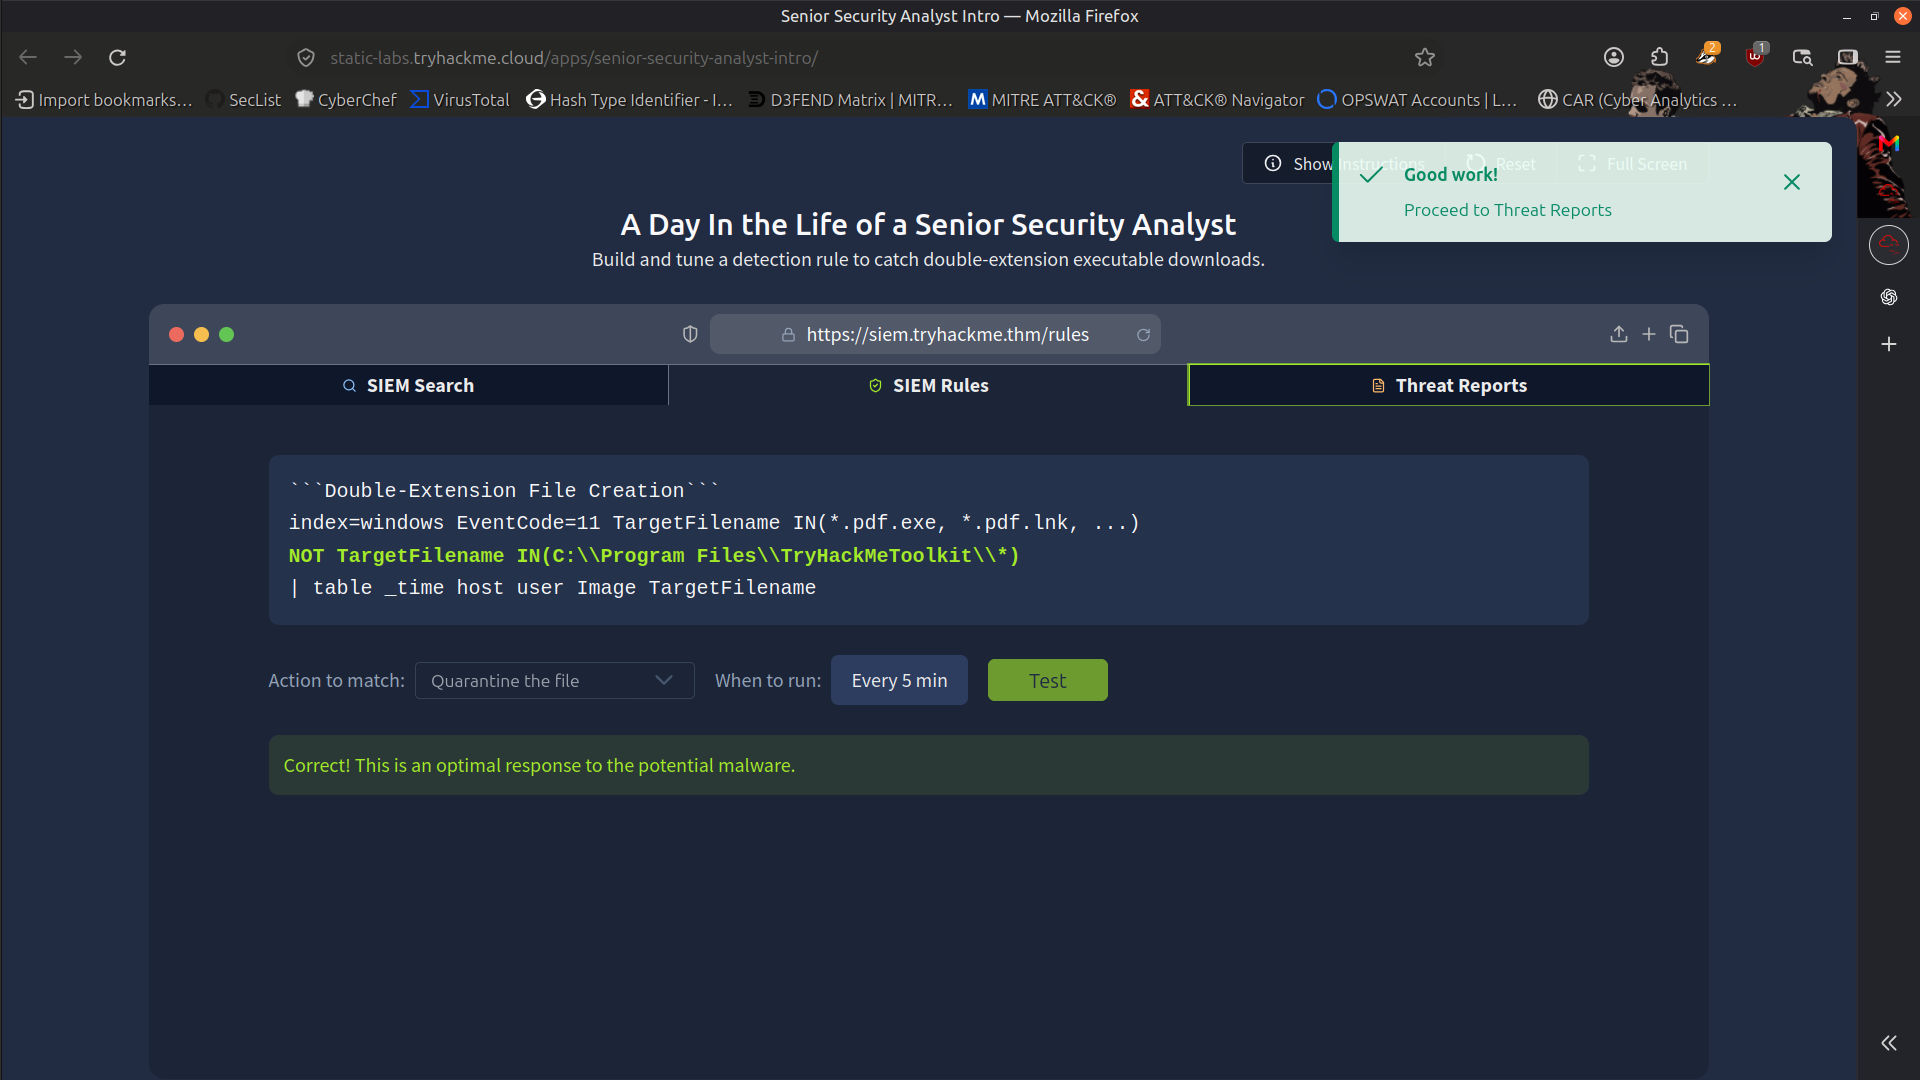 Senior Security Analyst Intro — Mozilla Firefox
static-labs.tryhackme.cloud/apps/senior-security-analyst-intro/
2
1
Import bookmarks...
SecList
CyberChef
VirusTotal
Hash Type Identifier - I...
D3FEND Matrix | MITR...
MITRE ATT&CK®
ATT&CK® Navigator
OPSWAT Accounts | L...
CAR (Cyber Analytics ...
Show Instructions
Reset
Full Screen
Good work!
Proceed to Threat Reports
A Day In the Life of a Senior Security Analyst
Build and tune a detection rule to catch double-extension executable downloads.
https://siem.tryhackme.thm/rules
SIEM Search
SIEM Rules
Threat Reports
```Double-Extension File Creation```
index=windows EventCode=11 TargetFilename IN(*.pdf.exe, *.pdf.lnk, ...)
NOT TargetFilename IN(C:\\Program Files\\TryHackMeToolkit\\*)
| table _time host user Image TargetFilename
Action to match:
Quarantine the file
When to run:
Every 5 min
Test
Correct! This is an optimal response to the potential malware.